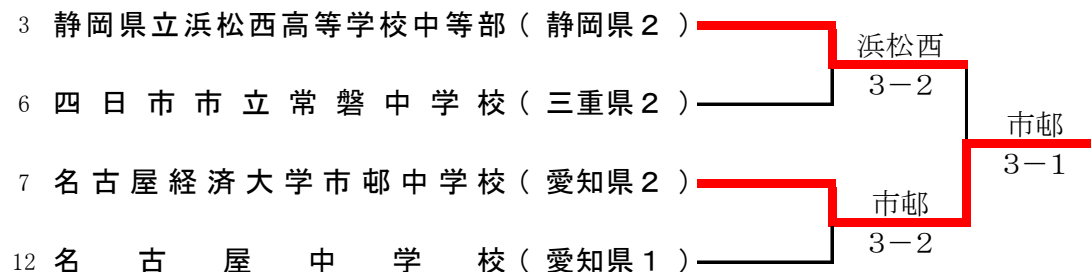 3 静岡県立浜松西高等学校中等部（静岡県２）
浜松西
３－２
6 四日市市立常磐中学校（三重県２）
市邨
３－１
7 名古屋経済大学市邨中学校（愛知県２）
市邨
３－２
12 名古屋中学校（愛知県１）